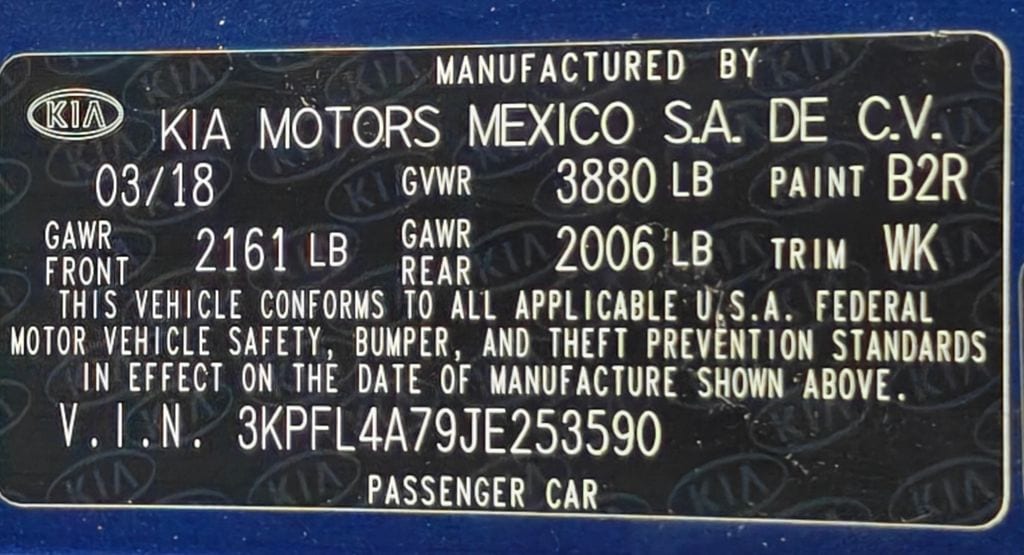 MANUFACTURED BY
KIA KIA MOTORS MEXICO S.A. DE C.V.
03/18 GVWR 3880 LB PAINT B2R
GAWR FRONT 2161 LB GAWR REAR 2006 LB TRIM WK
THIS VEHICLE CONFORMS TO ALL APPLICABLE U.S.A. FEDERAL
MOTOR VEHICLE SAFETY, BUMPER, AND THEFT PREVENTION STANDARDS
IN EFFECT ON THE DATE OF MANUFACTURE SHOWN ABOVE.
V.I.N. 3KPFL4A79JE253590
PASSENGER CAR